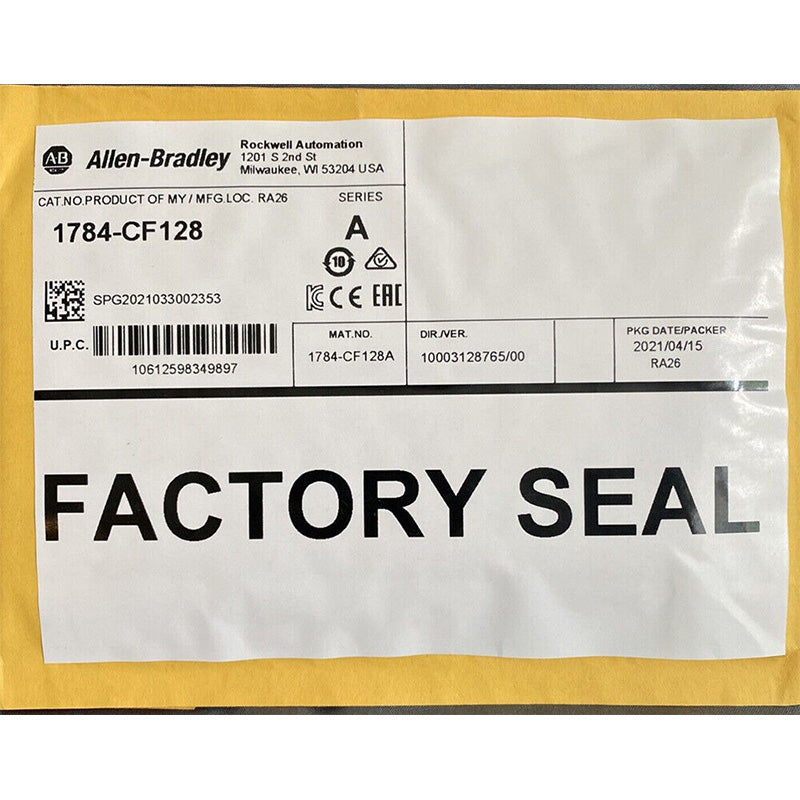 AB Allen-Bradley
Rockwell Automation
1201 S 2nd St
Milwaukee, WI 53204 USA
CAT.NO.PRODUCT OF MY / MFG.LOC. RA26
SERIES
1784-CF128
A
10
CE EAC
SPG2021033002353
U.P.C.
10612598349897
MAT.NO.
1784-CF128A
DIR./VER.
10003128765/00
PKG DATE/PACKER
2021/04/15
RA26
FACTORY SEAL